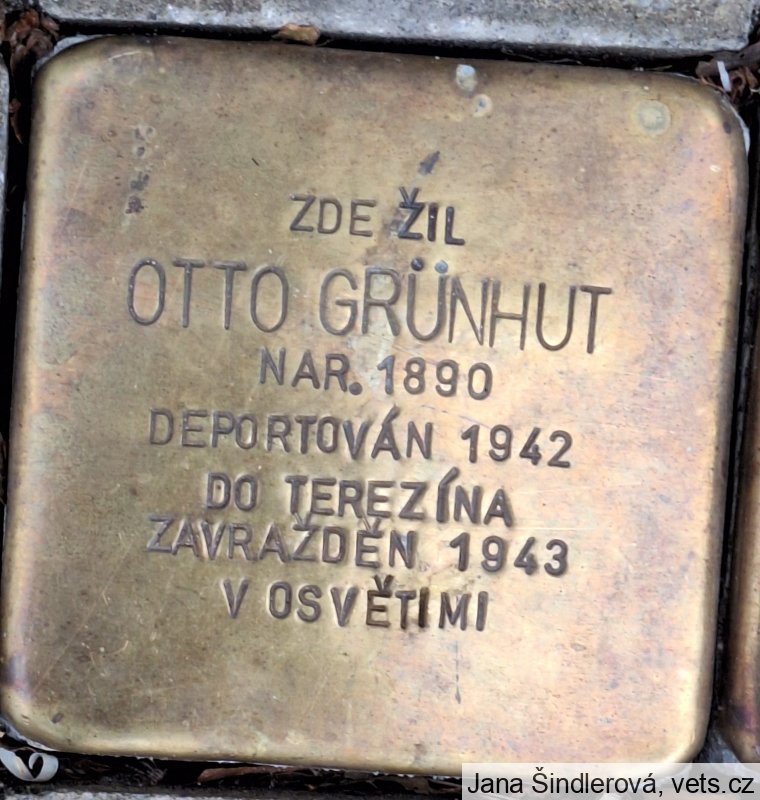 ZDE ŽIL
OTTO GRÜNHUT
NAR. 1890
DEPORTOVÁN 1942
DO TEREZÍNA
ZAVRAŽDĚN 1943
V OSVĚTIMI
Jana Šindlerová, vets.cz